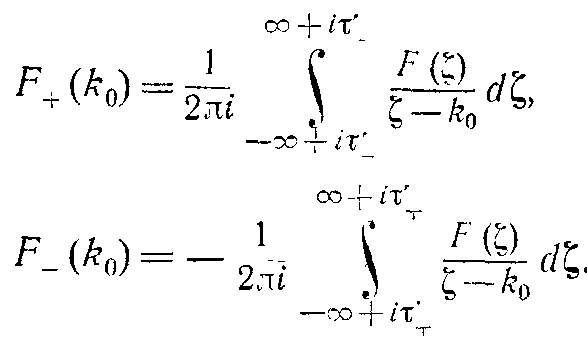 $$F_+(k_0) = \frac{1}{2\pi i} \int_{-\infty + i\tau'_-}^{\infty + i\tau'_-} \frac{F(\zeta)}{\zeta - k_0} d\zeta,$$
$$F_-(k_0) = -\frac{1}{2\pi i} \int_{-\infty + i\tau'_+}^{\infty + i\tau'_+} \frac{F(\zeta)}{\zeta - k_0} d\zeta.$$